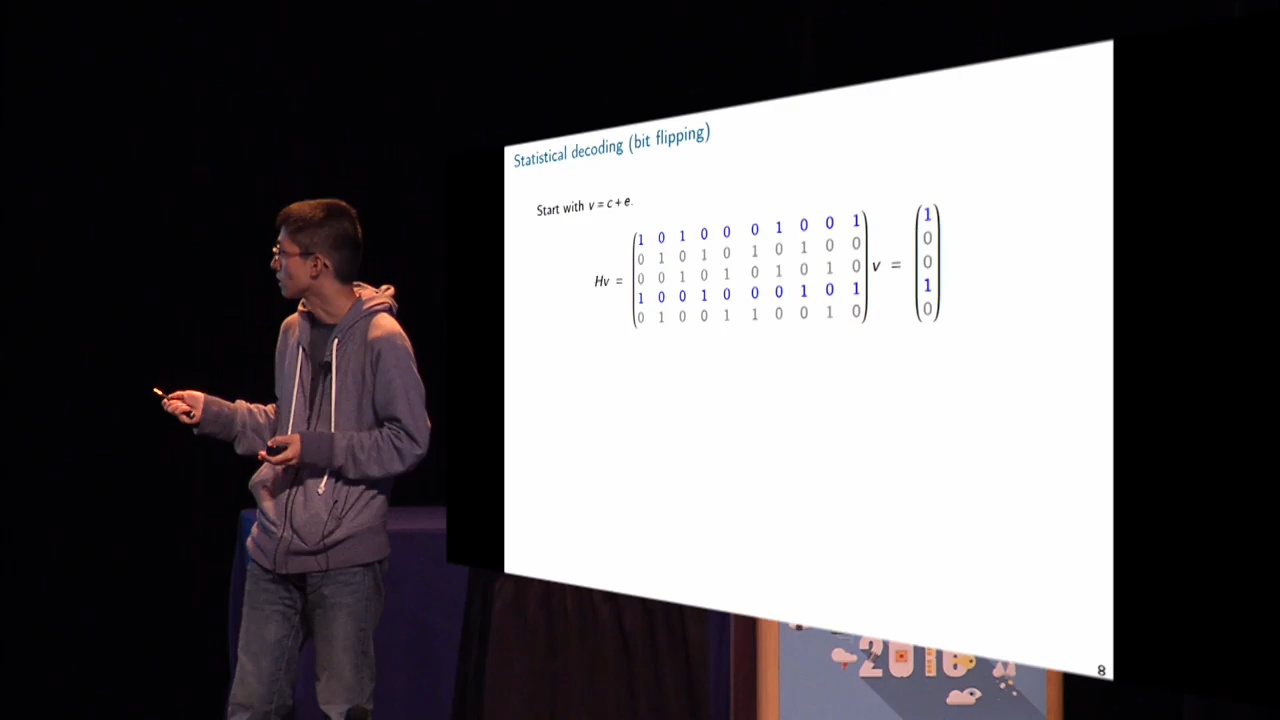 Statistical decoding (bit flipping)
Start with v = c + e.
1 0 1 0 0 0 1 0 0 1 1
0 1 0 1 0 1 0 1 0 0 0
Hv = 0 0 1 0 1 0 1 0 1 0 v = 0
1 0 0 1 0 0 0 1 0 1 1
0 1 0 0 1 1 0 0 1 0 0
2016
8